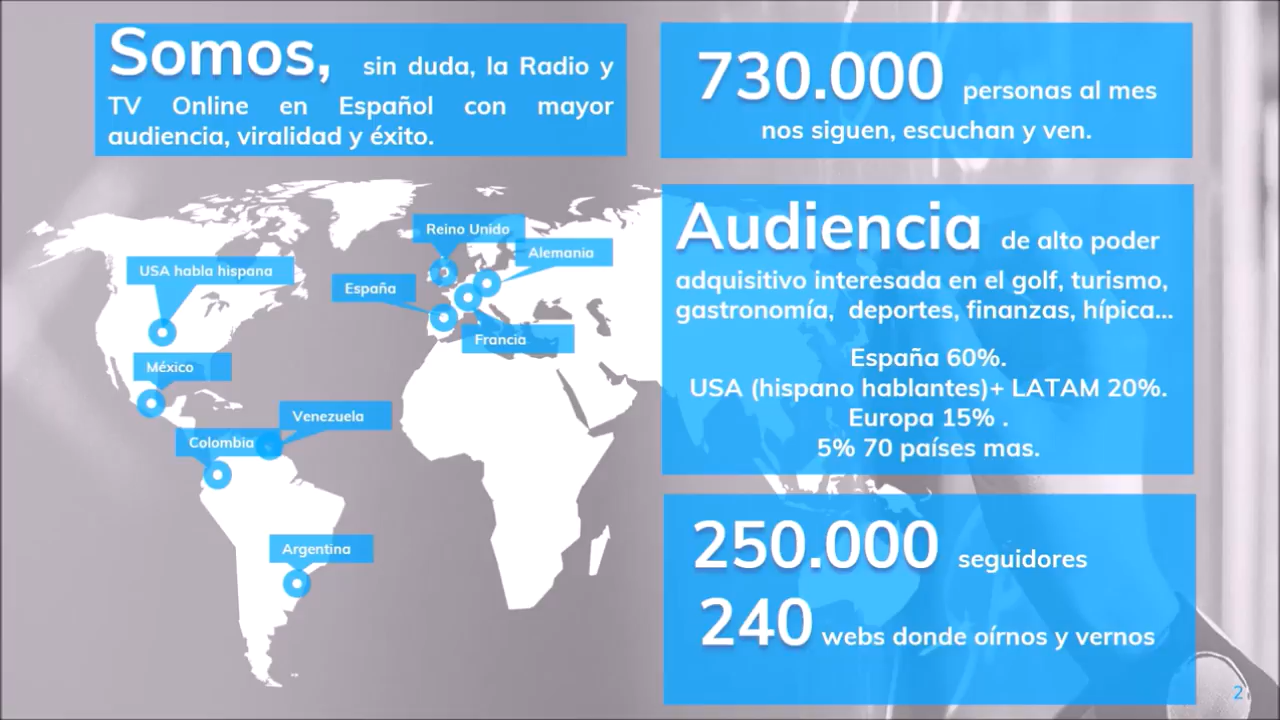 Somos, sin duda, la Radio y
TV Online en Español con mayor
audiencia, viralidad y éxito.
730.000 personas al mes
nos siguen, escuchan y ven.
Reino Unido
Alemania
USA habla hispana
España
Francia
México
Venezuela
Colombia
Argentina
Audiencia de alto poder
adquisitivo interesada en el golf, turismo,
gastronomía, deportes, finanzas, hípica...
España 60%.
USA (hispano hablantes)+ LATAM 20%.
Europa 15% .
5% 70 países mas.
250.000 seguidores
240 webs donde oírnos y vernos
2